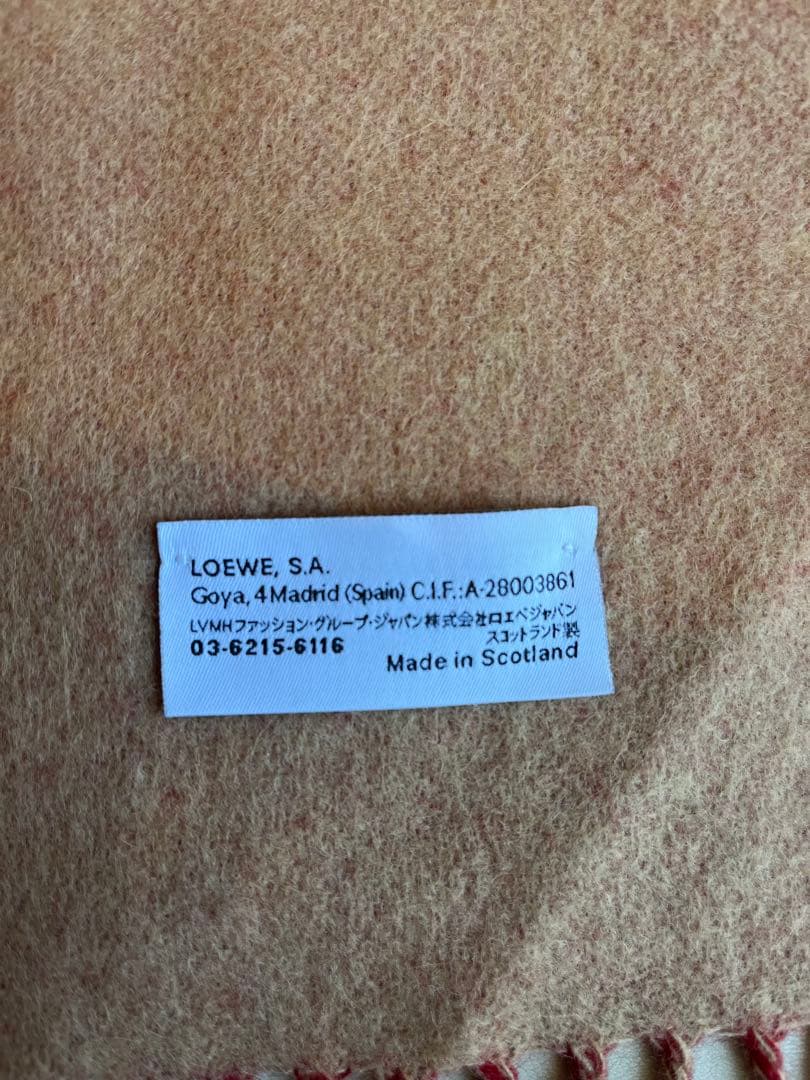 LOEWE, S.A.
Goya, 4 Madrid (Spain) C.I.F.:A-28003861
LVMHファッション・グループ・ジャパン株式会社ロエベジャパン
スコットランド製
03-6215-6116
Made in Scotland